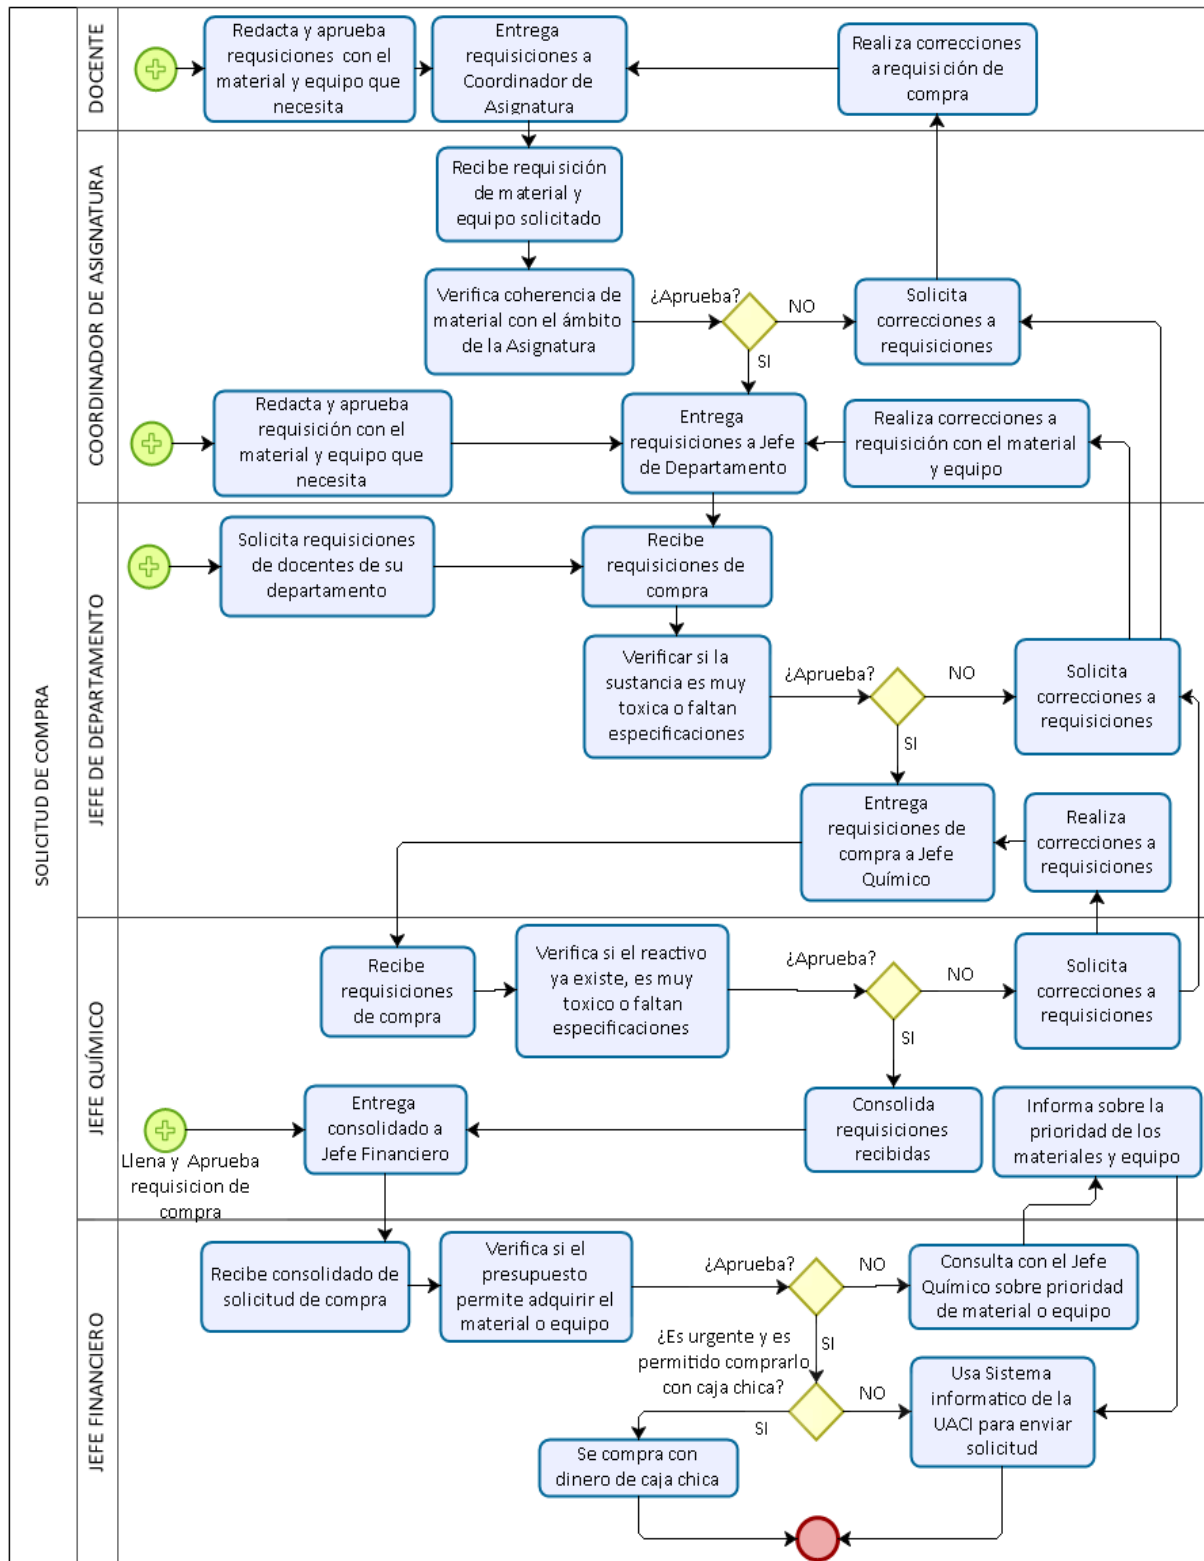 SOLICITUD DE COMPRA
DOCENTE
Redacta y aprueba
requsiciones con el
material y equipo que
necesita
Entrega
requisiciones a
Coordinador de
Asignatura
Realiza correcciones
a requisición de
compra
COORDINADOR DE ASIGNATURA
Recibe requisición
de material y
equipo solicitado
Verifica coherencia de
material con el ámbito
de la Asignatura
¿Aprueba?
NO
SI
Solicita
correcciones a
requisiciones
Redacta y aprueba
requisición con el
material y equipo que
necesita
Entrega
requisiciones a Jefe
de Departamento
Realiza correcciones a
requisición con el material
y equipo
JEFE DE DEPARTAMENTO
Solicita requisiciones
de docentes de su
departamento
Recibe
requisiciones de
compra
Verificar si la
sustancia es muy
toxica o faltan
especificaciones
¿Aprueba?
NO
SI
Solicita
correcciones a
requisiciones
Entrega
requisiciones de
compra a Jefe
Químico
Realiza
correcciones a
requisiciones
JEFE QUÍMICO
Recibe
requisiciones
de compra
Verifica si el reactivo
ya existe, es muy
toxico o faltan
especificaciones
¿Aprueba?
NO
SI
Solicita
correcciones a
requisiciones
Llena y Aprueba
requisicion de
compra
Entrega
consolidado a
Jefe Financiero
Consolida
requisiciones
recibidas
Informa sobre la
prioridad de los
materiales y equipo
JEFE FINANCIERO
Recibe consolidado de
solicitud de compra
Verifica si el
presupuesto
permite adquirir el
material o equipo
¿Aprueba?
NO
SI
Consulta con el Jefe
Químico sobre prioridad
de material o equipo
¿Es urgente y es
permitido comprarlo
con caja chica?
NO
SI
Usa Sistema
informatico de la
UACI para enviar
solicitud
Se compra con
dinero de caja chica